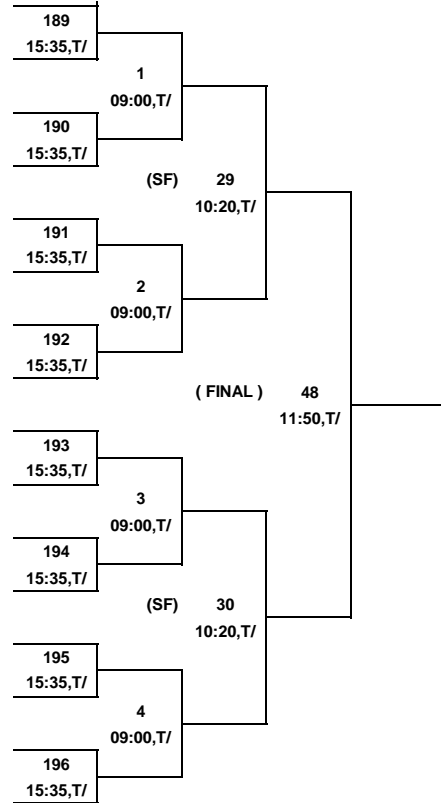 189
15:35,T/
1
09:00,T/
190
15:35,T/
(SF) 29
10:20,T/
191
15:35,T/
2
09:00,T/
192
15:35,T/
( FINAL ) 48
11:50,T/
193
15:35,T/
3
09:00,T/
194
15:35,T/
(SF) 30
10:20,T/
195
15:35,T/
4
09:00,T/
196
15:35,T/